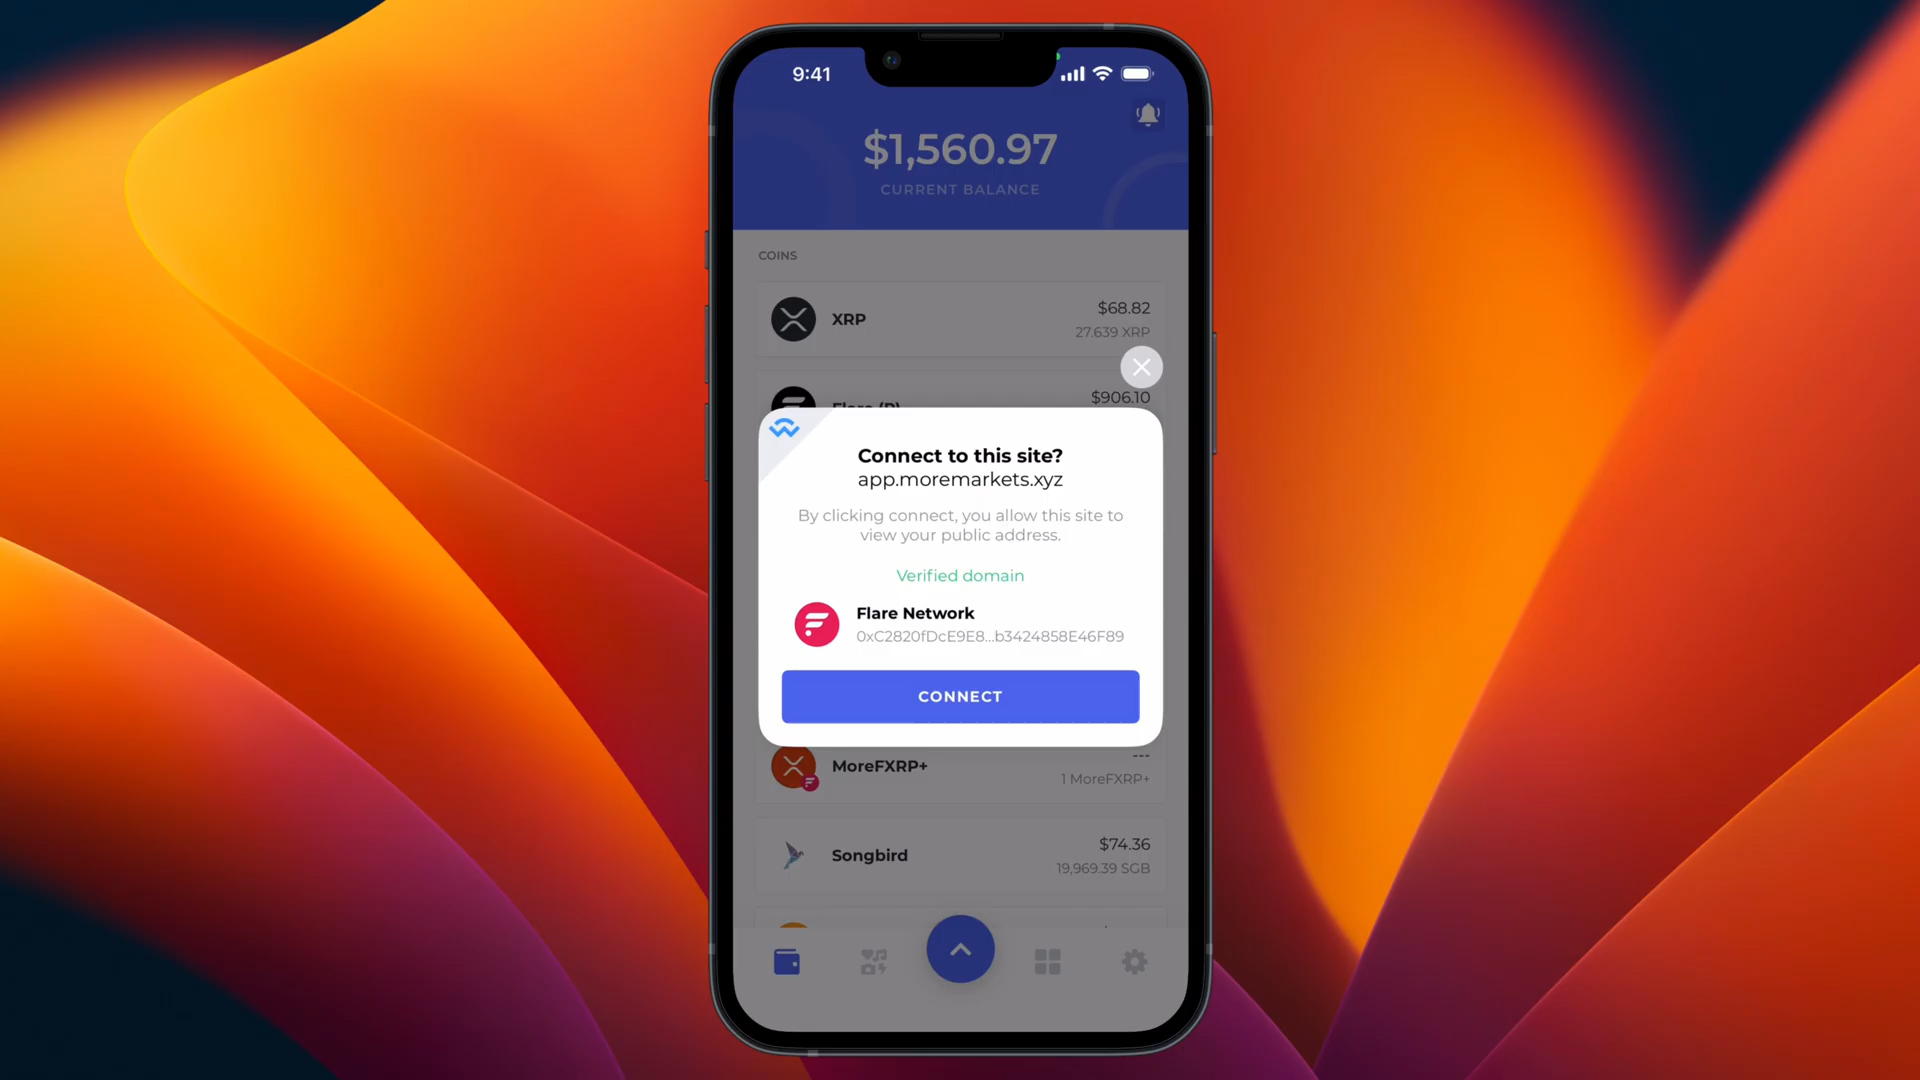 9:41
$1,560.97
CURRENT BALANCE
COINS
XRP
$68.82
27.639 XRP
$906.10
Connect to this site?
app.moremarkets.xyz
By clicking connect, you allow this site to
view your public address.
Verified domain
Flare Network
0xC2820fDcE9E8...b3424858E46F89
CONNECT
MoreFXRP+
---
1 MoreFXRP+
Songbird
$74.36
19,969.39 SGB